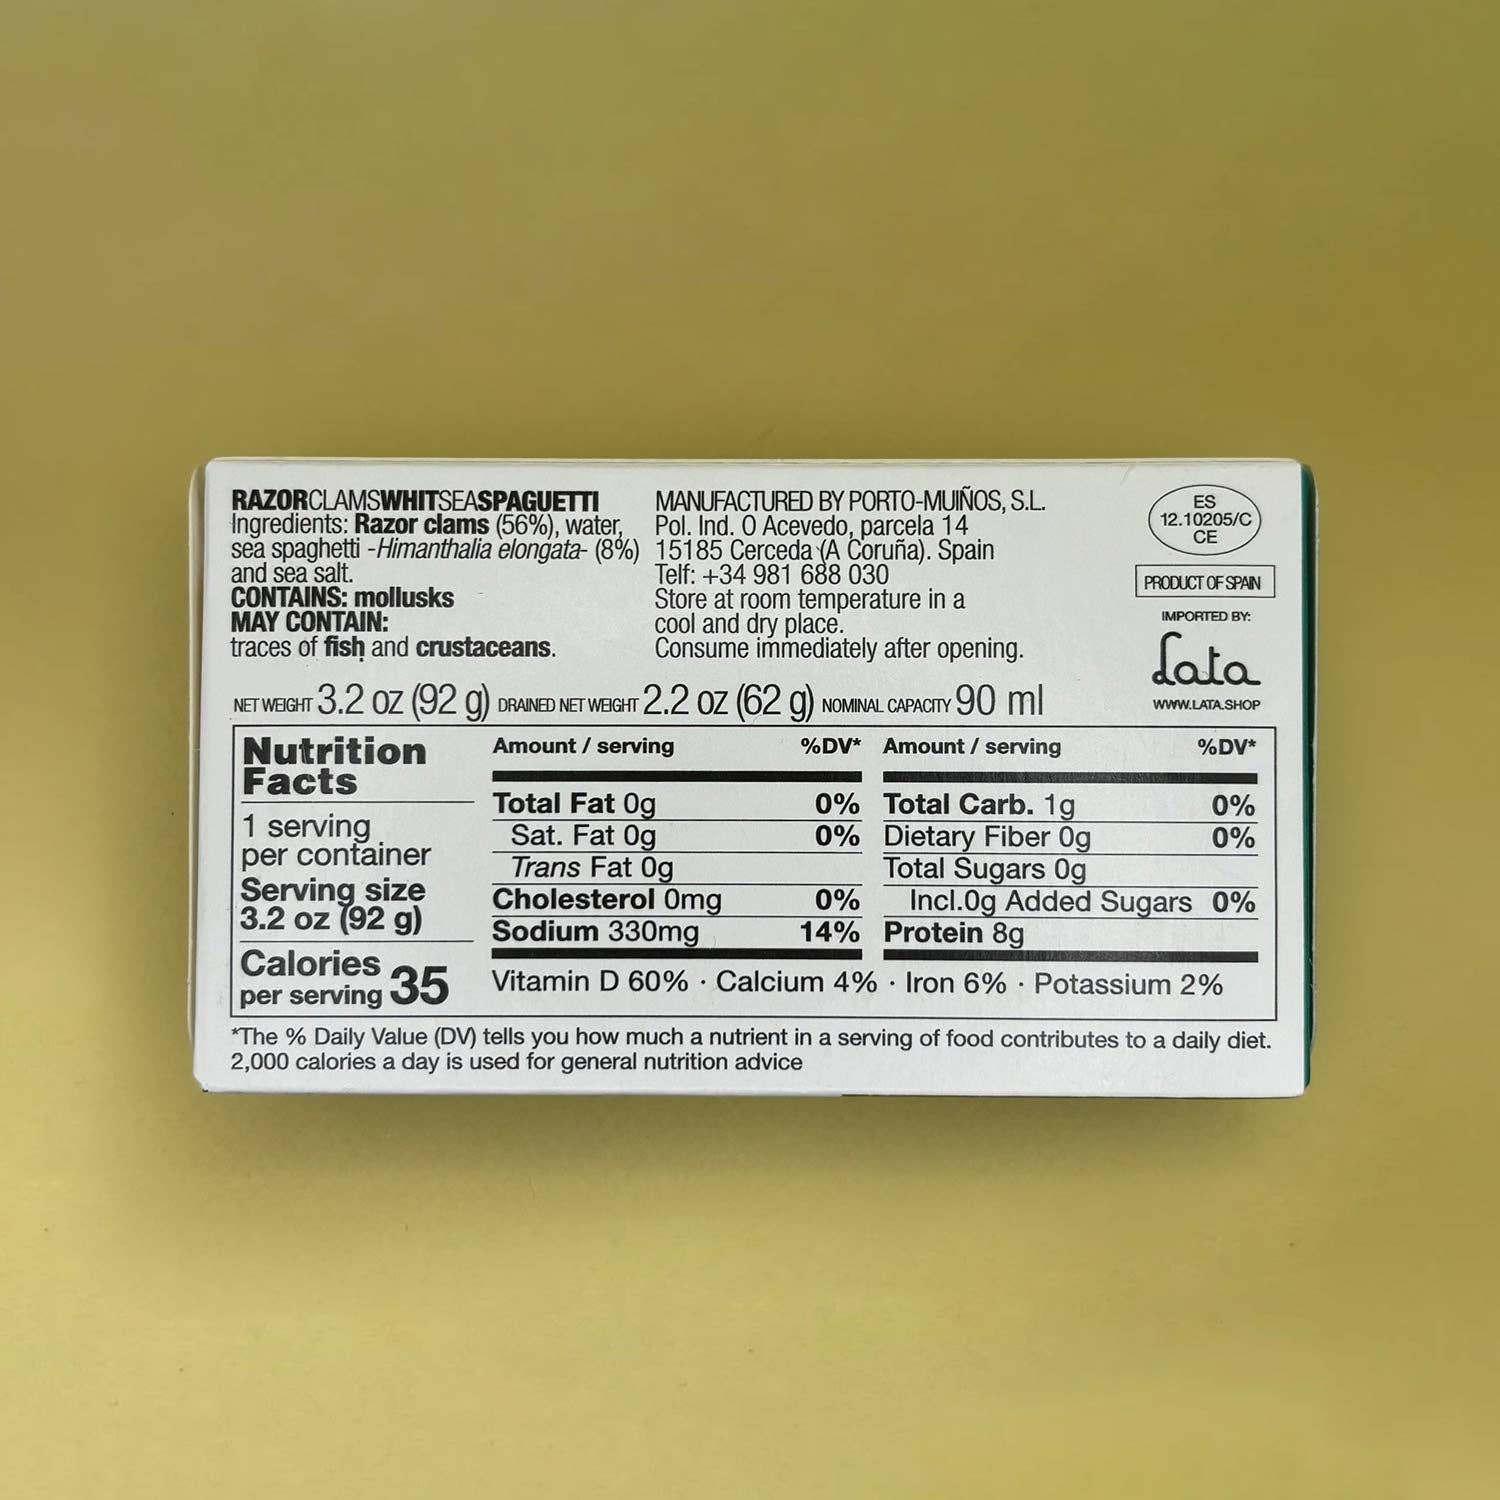 RAZORCLAMSWHITSEASPAGUETTI
Ingredients: Razor clams (56%), water,
sea spaghetti -Himanthalia elongata- (8%)
and sea salt.
CONTAINS: mollusks
MAY CONTAIN:
traces of fish and crustaceans.
MANUFACTURED BY PORTO-MUIÑOS, S.L.
Pol. Ind. O Acevedo, parcela 14
15185 Cerceda (A Coruña). Spain
Telf: +34 981 688 030
Store at room temperature in a
cool and dry place.
Consume immediately after opening.
ES
12.10205/C
CE
PRODUCT OF SPAIN
IMPORTED BY:
Lata
WWW.LATA.SHOP
NET WEIGHT 3.2 oz (92 g) DRAINED NET WEIGHT 2.2 oz (62 g) NOMINAL CAPACITY 90 ml
Nutrition
Facts
1 serving
per container
Serving size
3.2 oz (92 g)
Calories
per serving 35
Amount / serving %DV*
Total Fat 0g 0%
Sat. Fat 0g 0%
Trans Fat 0g
Cholesterol 0mg 0%
Sodium 330mg 14%
Amount / serving %DV*
Total Carb. 1g 0%
Dietary Fiber 0g 0%
Total Sugars 0g
Incl.0g Added Sugars 0%
Protein 8g
Vitamin D 60% · Calcium 4% · Iron 6% · Potassium 2%
*The % Daily Value (DV) tells you how much a nutrient in a serving of food contributes to a daily diet.
2,000 calories a day is used for general nutrition advice